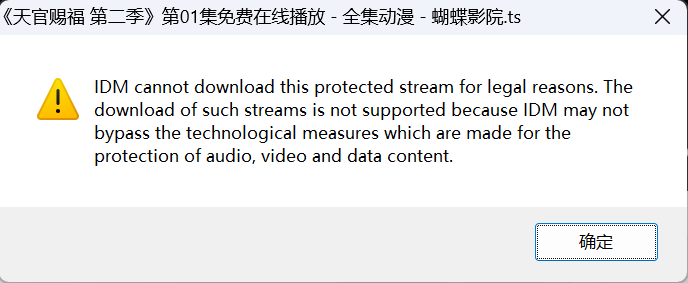 《天官赐福 第二季》第01集免费在线播放 - 全集动漫 - 蝴蝶影院.ts
IDM cannot download this protected stream for legal reasons. The
download of such streams is not supported because IDM may not
bypass the technological measures which are made for the
protection of audio, video and data content.
确定